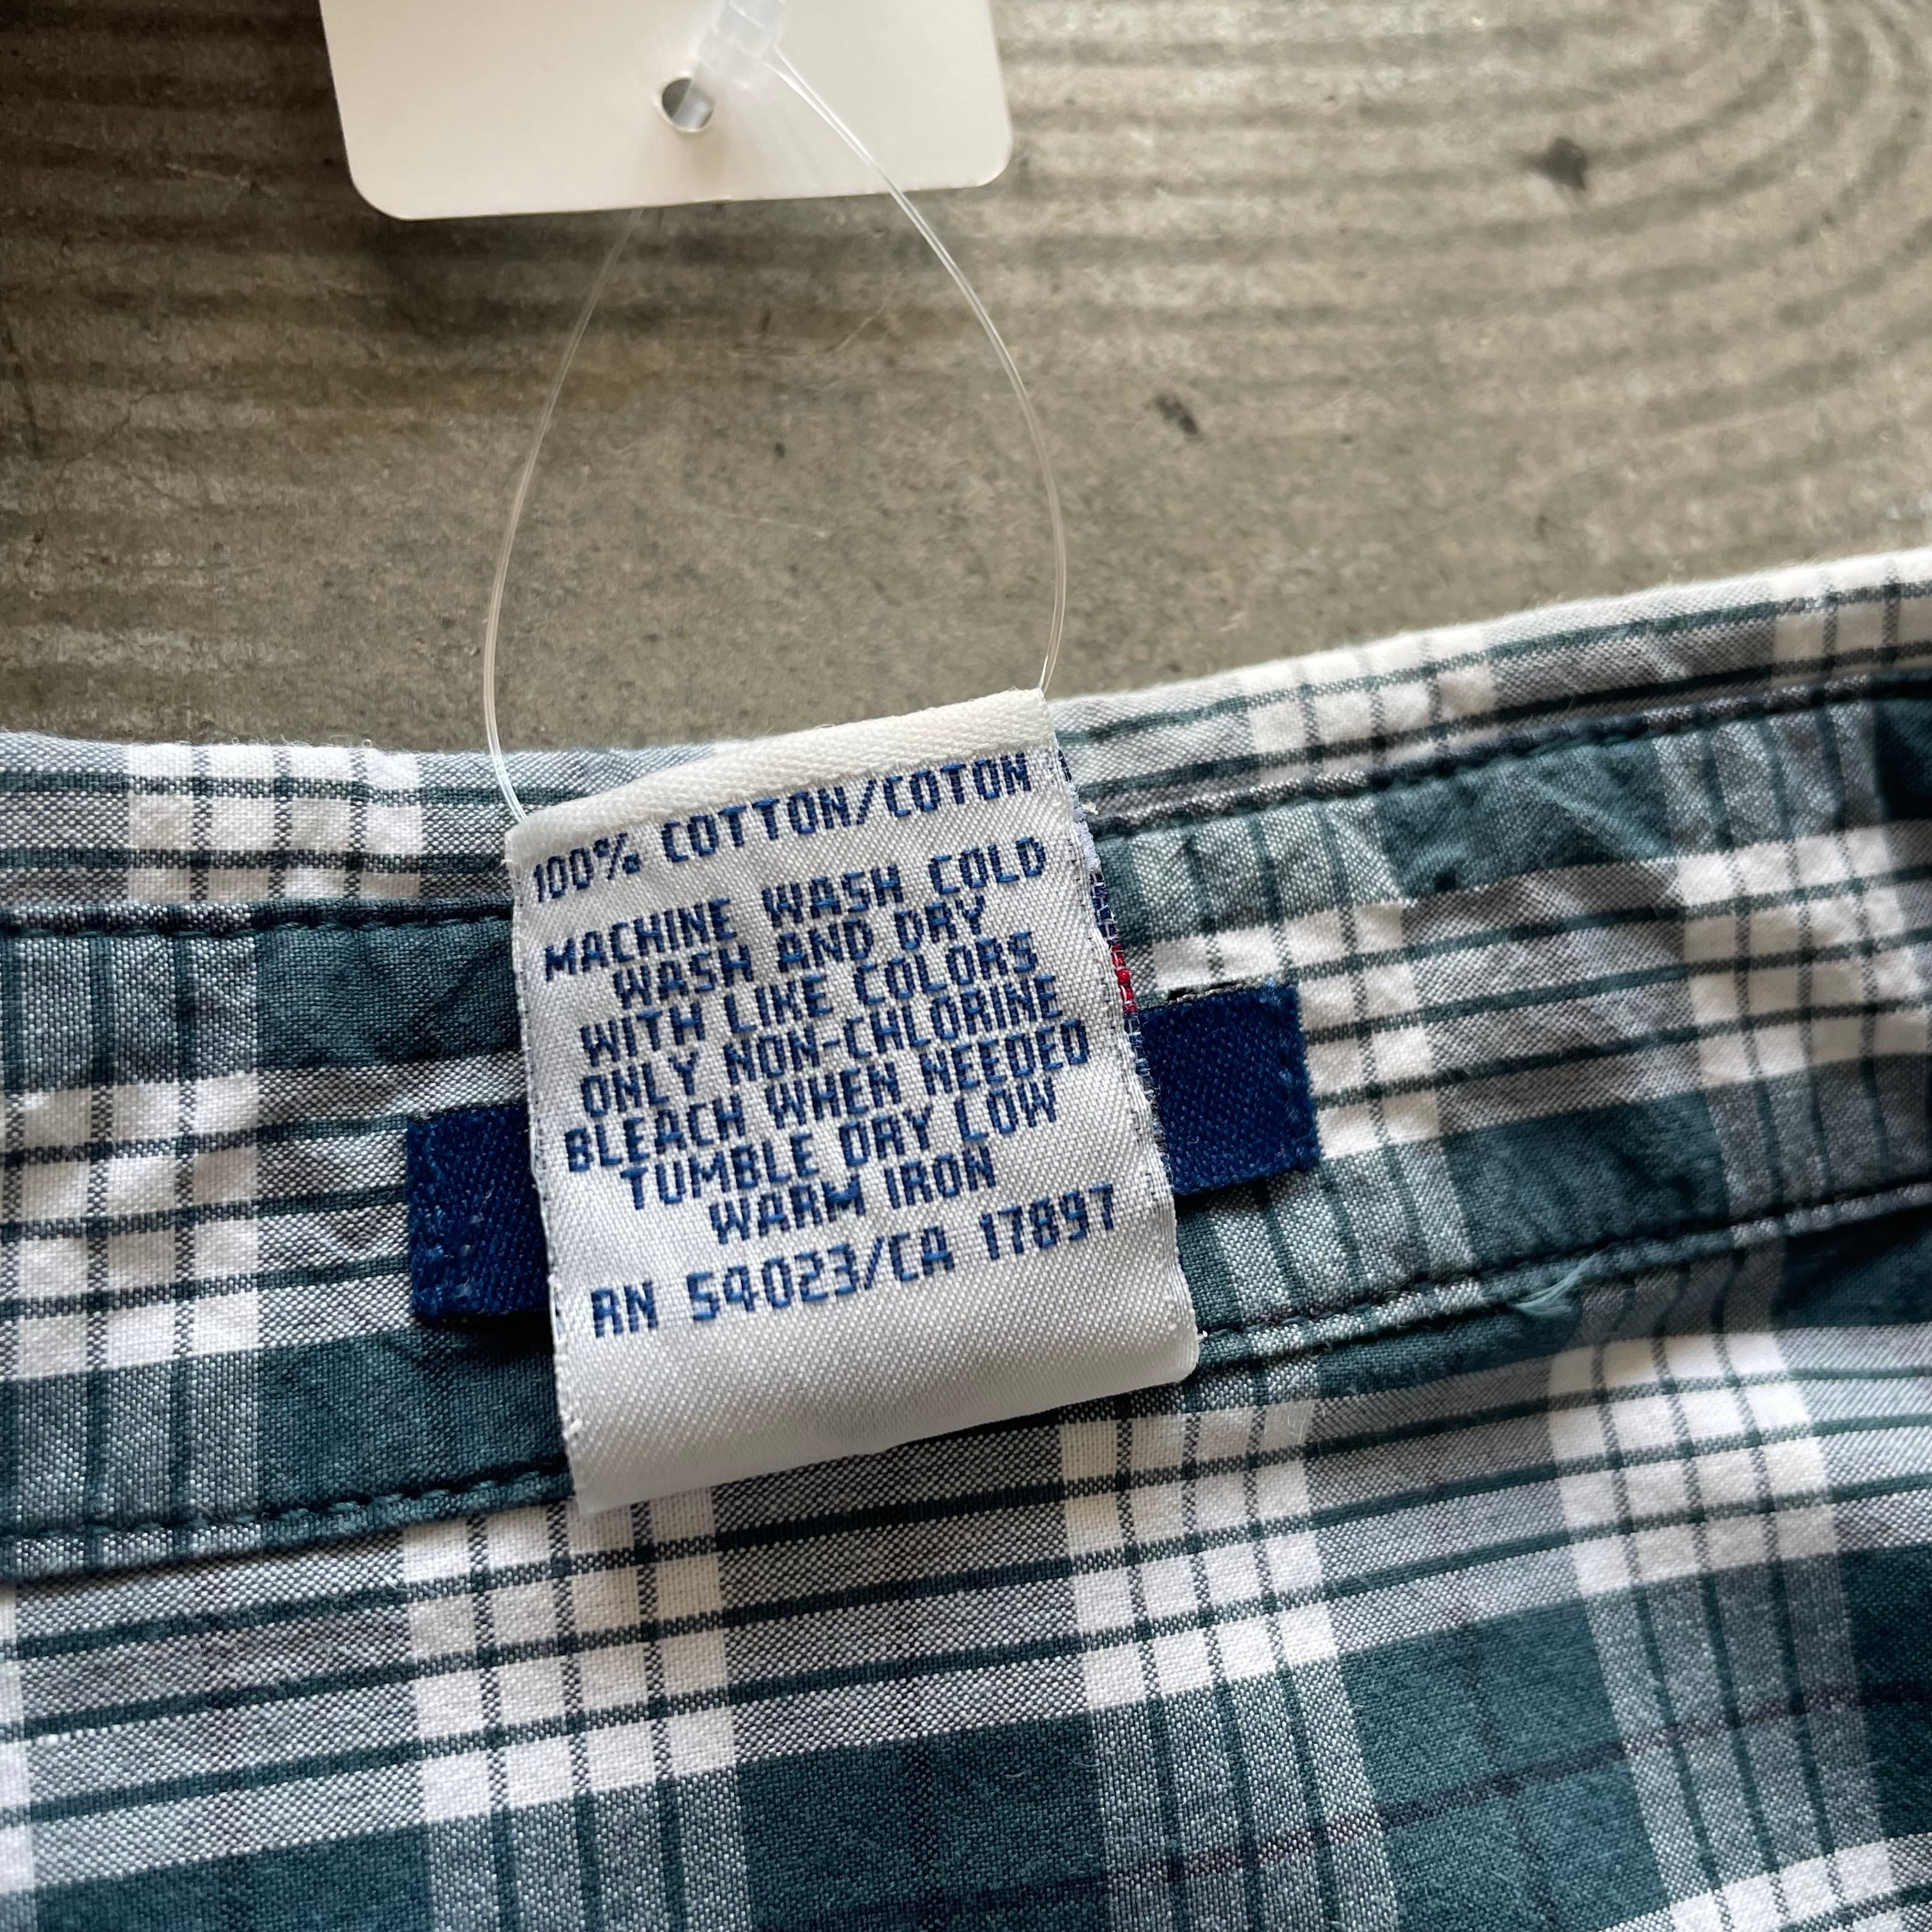 100% COTTON/COTON
MACHINE WASH COLD
WASH AND DRY
WITH LIKE COLORS
ONLY NON-CHLORINE
BLEACH WHEN NEEDED
TUMBLE DRY LOW
WARM IRON
RN 54023/CA 17897